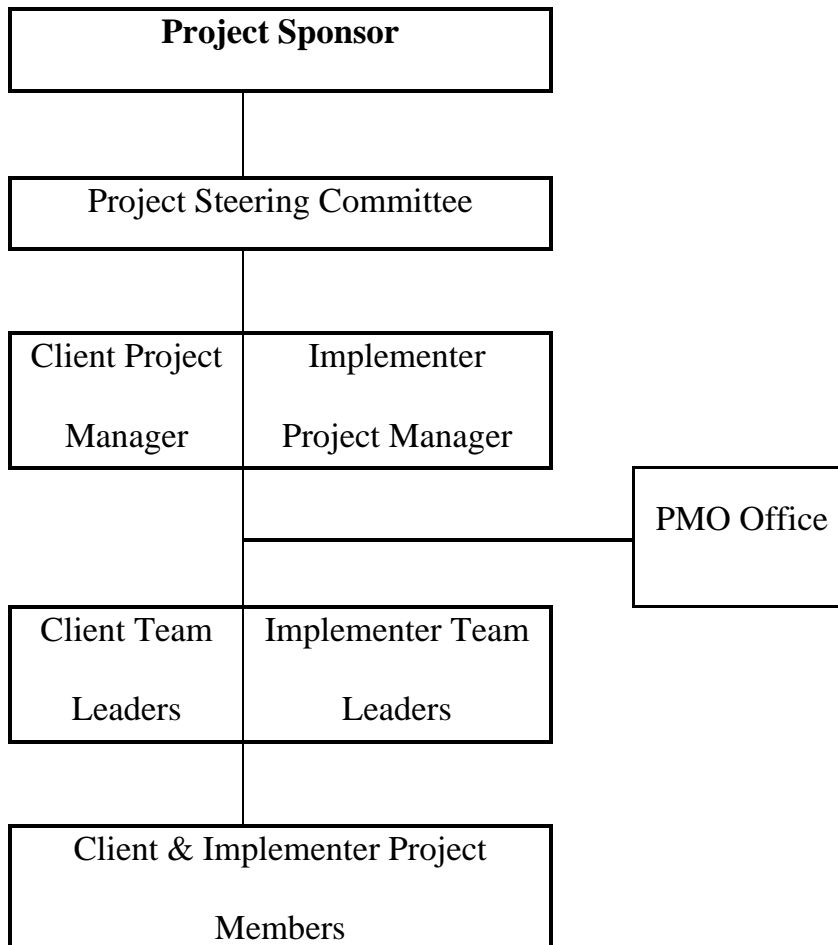 Project Sponsor
Project Steering Committee
Client Project
Manager
Implementer
Project Manager
PMO Office
Client Team
Leaders
Implementer Team
Leaders
Client & Implementer Project
Members